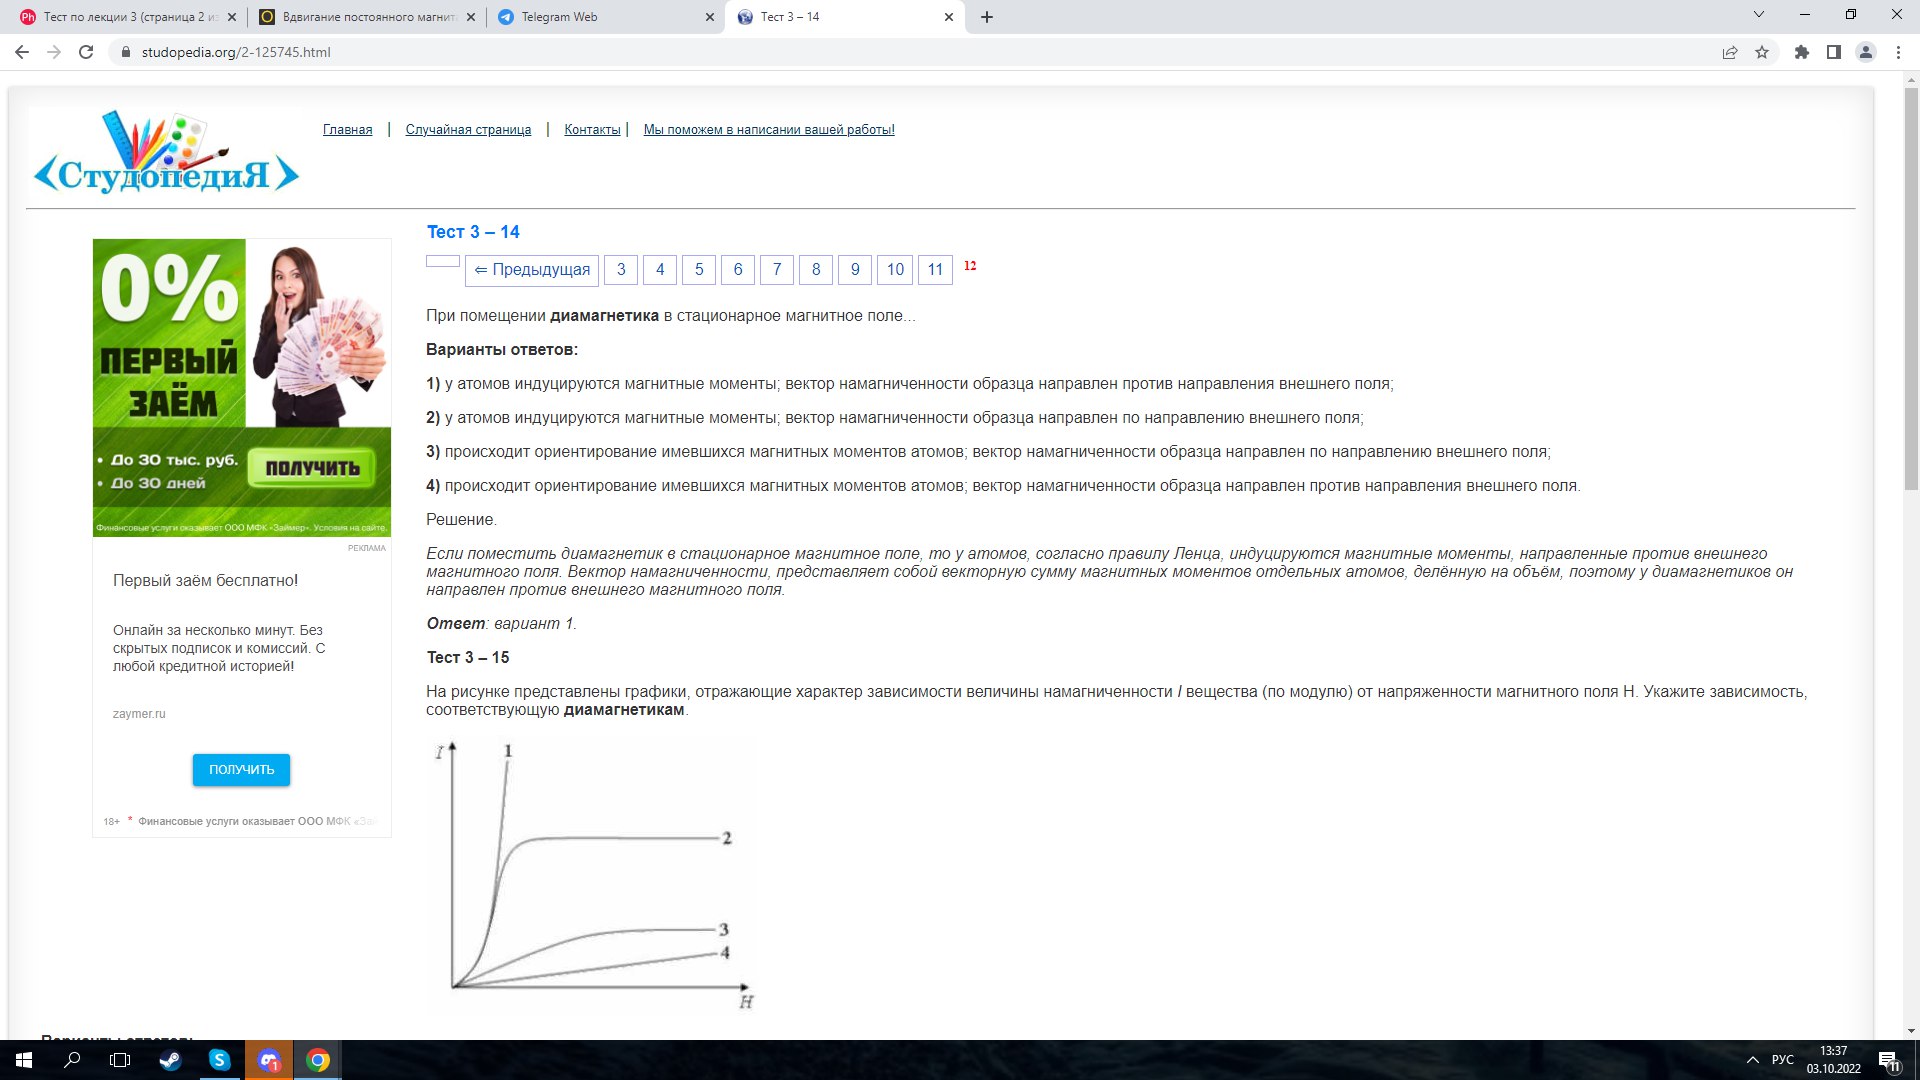 Тест по лекции 3 (страница 2 из
Вдвигание постоянного магнит
Telegram Web
Тест 3 – 14
studopedia.org/2-125745.html
СтудопедиЯ
Главная | Случайная страница | Контакты | Мы поможем в написании вашей работы!
0%
ПЕРВЫЙ
ЗАЁМ
• До 30 тыс. руб.
• До 30 дней
ПОЛУЧИТЬ
Финансовые услуги оказывает ООО МФК «Займер». Условия на сайте.
РЕКЛАМА
Первый заём бесплатно!
Онлайн за несколько минут. Без
скрытых подписок и комиссий. С
любой кредитной историей!
zaymer.ru
ПОЛУЧИТЬ
18+ * Финансовые услуги оказывает ООО МФК «Зай
Тест 3 – 14
⇐ Предыдущая 3 4 5 6 7 8 9 10 11 12
При помещении диамагнетика в стационарное магнитное поле...
Варианты ответов:
1) у атомов индуцируются магнитные моменты; вектор намагниченности образца направлен против направления внешнего поля;
2) у атомов индуцируются магнитные моменты; вектор намагниченности образца направлен по направлению внешнего поля;
3) происходит ориентирование имевшихся магнитных моментов атомов; вектор намагниченности образца направлен по направлению внешнего поля;
4) происходит ориентирование имевшихся магнитных моментов атомов; вектор намагниченности образца направлен против направления внешнего поля.
Решение.
Если поместить диамагнетик в стационарное магнитное поле, то у атомов, согласно правилу Ленца, индуцируются магнитные моменты, направленные против внешнего
магнитного поля. Вектор намагниченности, представляет собой векторную сумму магнитных моментов отдельных атомов, делённую на объём, поэтому у диамагнетиков он
направлен против внешнего магнитного поля.
Ответ: вариант 1.
Тест 3 – 15
На рисунке представлены графики, отражающие характер зависимости величины намагниченности I вещества (по модулю) от напряженности магнитного поля Н. Укажите зависимость,
соответствующую диамагнетикам.
I
1
2
3
4
H
Варианты ответов:
РУС
13:37
03.10.2022
1
11